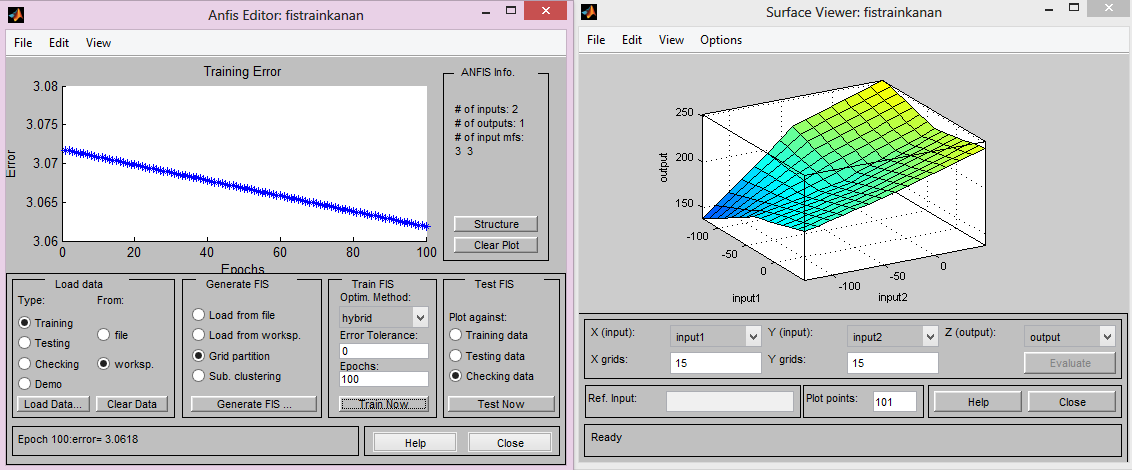 Anfis Editor: fistrainkanan
File Edit View
Training Error
3.08
3.075
3.07
3.065
3.06
Error
0 20 40 60 80 100
Epochs
ANFIS Info.
# of inputs: 2
# of outputs: 1
# of input mfs:
3 3
Structure
Clear Plot
Load data
Type: From:
Training
Testing
Checking
Demo
file
worksp.
Load Data... Clear Data
Generate FIS
Load from file
Load from worksp.
Grid partition
Sub. clustering
Generate FIS ...
Train FIS
Optim. Method:
hybrid
Error Tolerance:
0
Epochs:
100
Train Now
Test FIS
Plot against:
Training data
Testing data
Checking data
Test Now
Epoch 100:error= 3.0618
Help Close
Surface Viewer: fistrainkanan
File Edit View Options
250
200
150
output
-100
-50
0
input1
-100
-50
0
input2
X (input): input1 Y (input): input2 Z (output): output
X grids: 15 Y grids: 15 Evaluate
Ref. Input: Plot points: 101 Help Close
Ready